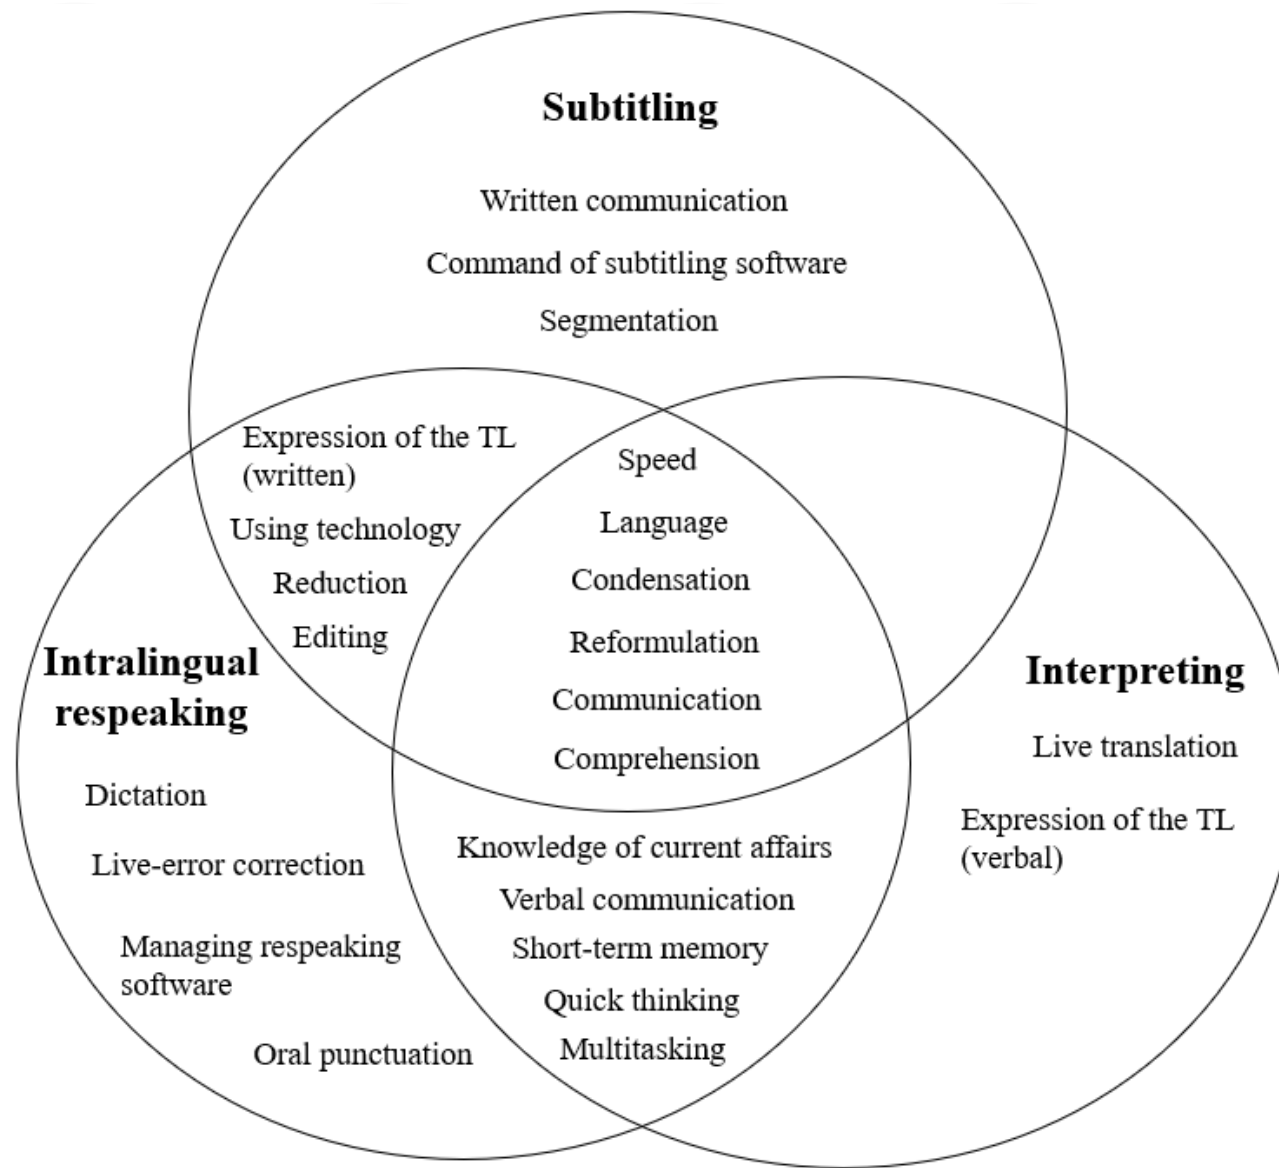 Subtitling
Written communication
Command of subtitling software
Segmentation
Expression of the TL
(written)
Using technology
Reduction
Editing
Speed
Language
Condensation
Reformulation
Communication
Comprehension
Intralingual
respeaking
Dictation
Live-error correction
Managing respeaking
software
Oral punctuation
Knowledge of current affairs
Verbal communication
Short-term memory
Quick thinking
Multitasking
Interpreting
Live translation
Expression of the TL
(verbal)